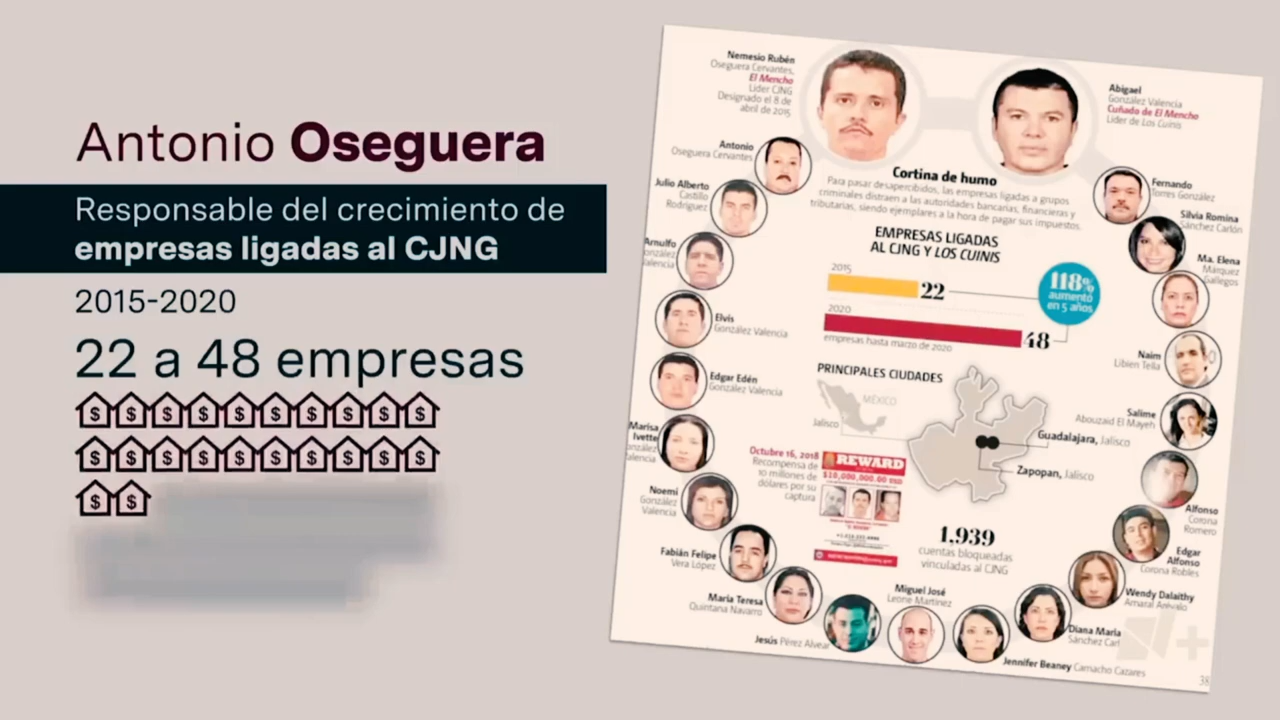 Antonio Oseguera
Responsable del crecimiento de
empresas ligadas al CJNG
2015-2020
22 a 48 empresas
Nemesio Rubén
Oseguera Cervantes,
El Mencho
Líder CJNG
Designado el 8 de
abril de 2015
Abigael
González Valencia
Cuñado de El Mencho
Líder de Los Cuinis
Cortina de humo
Para pasar desapercibidos, las empresas ligadas a grupos
criminales distraen a las autoridades bancarias, financieras y
tributarias, siendo ejemplares a la hora de pagar sus impuestos.
EMPRESAS LIGADAS
AL CJNG Y LOS CUINIS
2015
22
118%
aumentó
en 5 años
2020
48
empresas hasta marzo de 2020
PRINCIPALES CIUDADES
MÉXICO
Jalisco
Guadalajara, Jalisco
Zapopan, Jalisco
Octubre 16, 2018
Recompensa de
10 millones de
dólares por su
captura
REWARD
$10,000,000.00 USD
1,939
cuentas bloqueadas
vinculadas al CJNG
Antonio
Oseguera Cervantes
Julio Alberto
Castillo
Rodríguez
Arnulfo
onzález
alencia
Elvis
González Valencia
Edgar Edén
González Valencia
Marisa
Ivette
onzález
alencia
Noemi
González
Valencia
Fabián Felipe
Vera López
María Teresa
Quintana Navarro
Jesús Pérez Alvear
Miguel José
Leone Martínez
Jennifer Beaney Camacho Cazares
Diana María
Sánchez Carl
Wendy Dalaithy
Amaral Arévalo
Edgar
Alfonso
Corona Robles
Alfonso
Corona
Romero
Salime
Abouzaid El Mayeh
Naim
Libien Tella
Ma. Elena
Márquez
Gallegos
Silvia Romina
Sánchez Carlón
Fernando
Torres González
N+
38